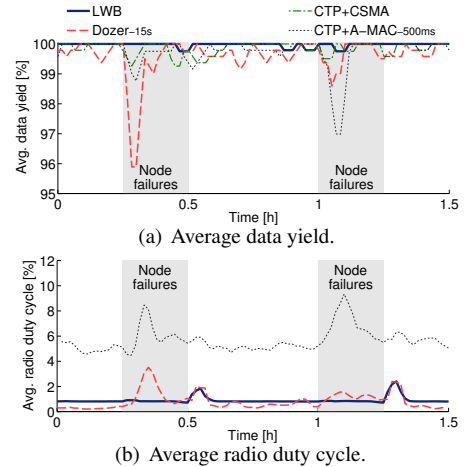 LWB
CTP+CSMA
Dozer–15s
CTP+A–MAC–500ms
Avg. data yield [%]
100
99
98
97
96
95
Node
failures
Node
failures
0
0.5
1
1.5
Time [h]
(a) Average data yield.
Avg. radio duty cycle [%]
12
10
8
6
4
2
0
Node
failures
Node
failures
0
0.5
1
1.5
Time [h]
(b) Average radio duty cycle.